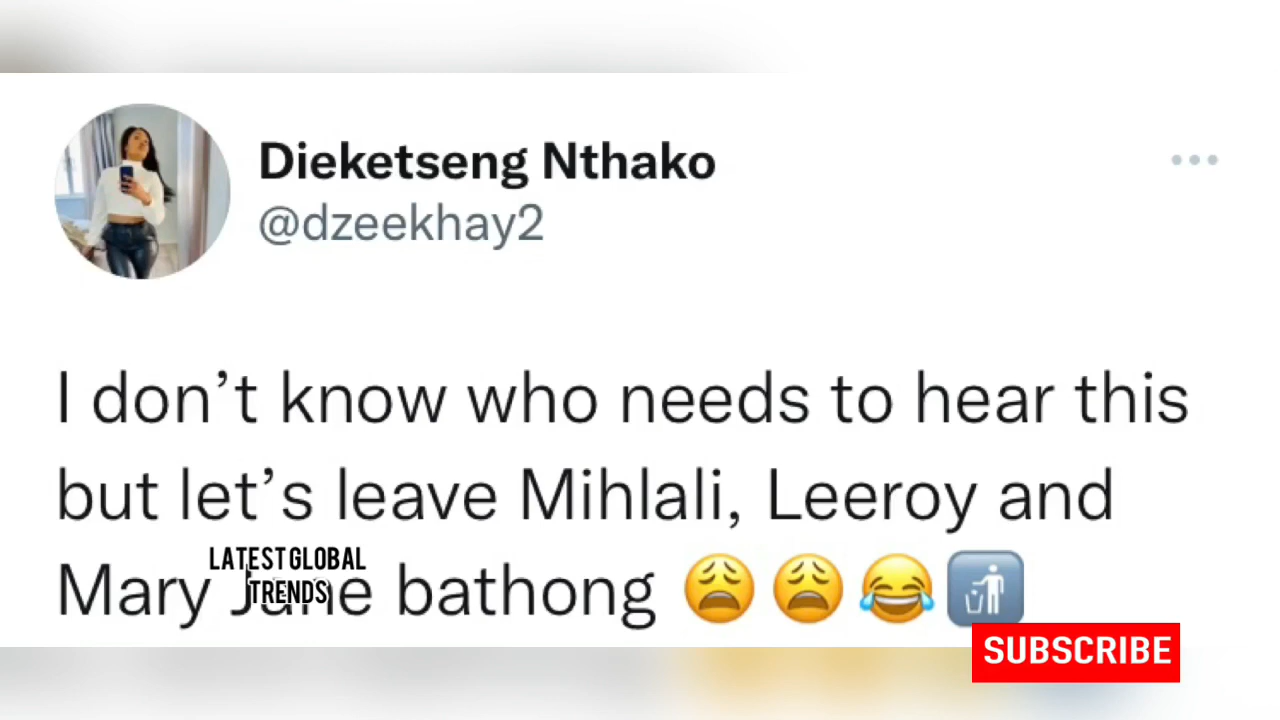 Dieketseng Nthako
@dzeekhay2
I don’t know who needs to hear this
but let’s leave Mihlali, Leeroy and
Mary June bathong 😩😩😂🚮
LATEST GLOBAL
TRENDS
SUBSCRIBE